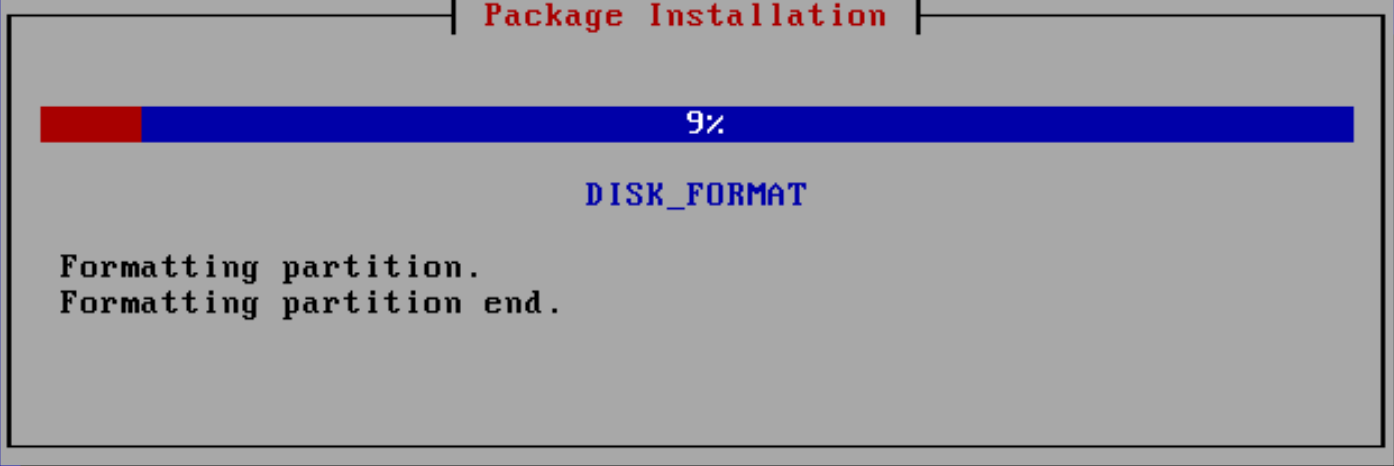 Package Installation
9%
DISK_FORMAT
Formatting partition.
Formatting partition end.